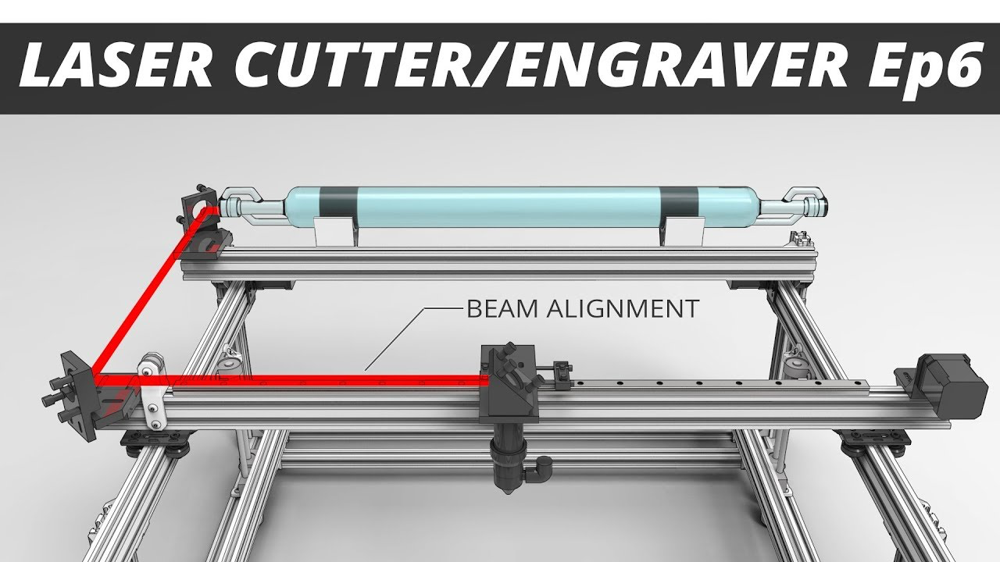 LASER CUTTER/ENGRAVER Ep6
BEAM ALIGNMENT